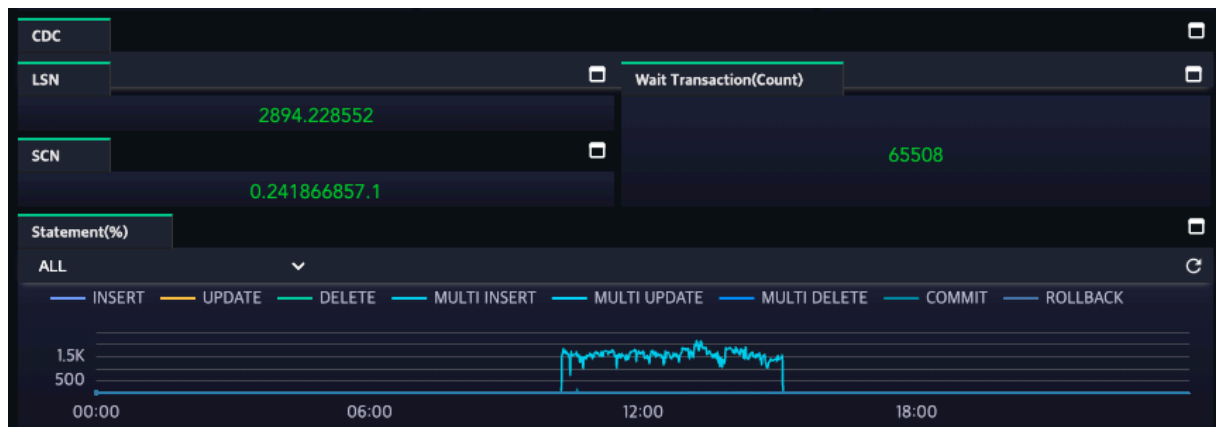 CDC
LSN
Wait Transaction(Count)
2894.228552
SCN
65508
0.241866857.1
Statement(%)
ALL
INSERT UPDATE DELETE MULTI INSERT MULTI UPDATE MULTI DELETE COMMIT ROLLBACK
1.5K
500
00:00 06:00 12:00 18:00